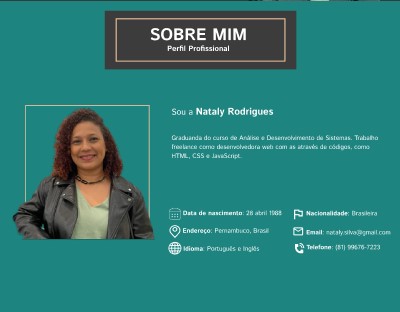 SOBRE MIM
Perfil Profissional
Sou a Nataly Rodrigues
Graduanda do curso de Análise e Desenvolvimento de Sistemas. Trabalho
freelance como desenvolvedora web com as através de códigos, como
HTML, CSS e JavaScript.
Data de nascimento: 28 abril 1988
Nacionalidade: Brasileira
Endereço: Pernambuco, Brasil
Email: nataly.silva@gmail.com
Idioma: Português e Inglês
Telefone: (81) 99676-7223